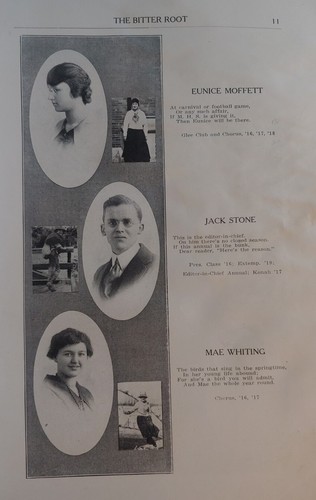 THE BITTER ROOT
11
EUNICE MOFFETT
At carnival or football game,
Or any such affair,
If M. H. S. is giving it,
Then Eunice will be there.
Glee Club and Chorus, '16, '17, '18
JACK STONE
This is the editor-in-chief,
On him there's no closed season.
If this annual is the bunk,
Dear reader, "Here's the reason."
Pres. Class '15; Extemp. '18.
Editor-in-Chief Annual; '17
MAE WHITING
The birds that sing in the springtime,
In her young life abound;
For she's a bird you will admit,
And Mae the whole year round.
Chorus, '16, '17